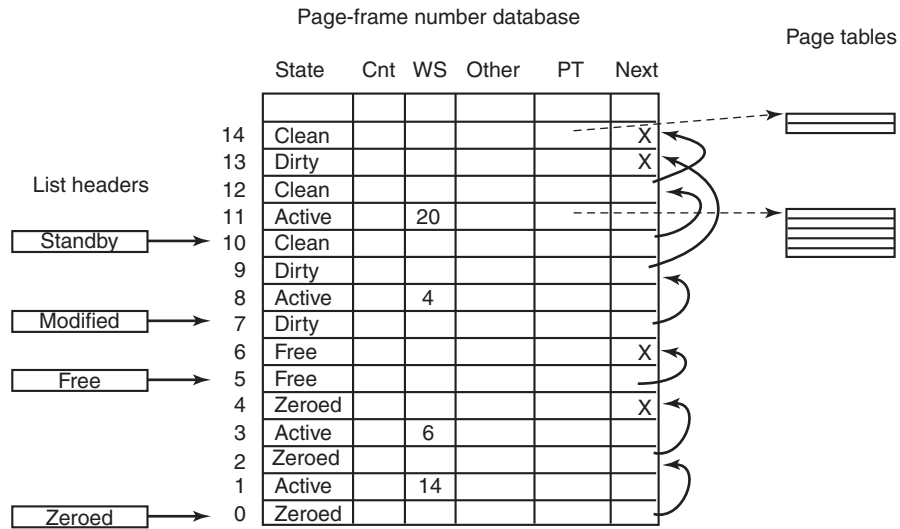 Page-frame number database
Page tables
State Cnt WS Other PT Next
14 Clean X
13 Dirty X
List headers
12 Clean
11 Active 20
Standby 10 Clean
9 Dirty
8 Active 4
Modified 7 Dirty
6 Free X
Free 5 Free
4 Zeroed X
3 Active 6
2 Zeroed
1 Active 14
Zeroed 0 Zeroed